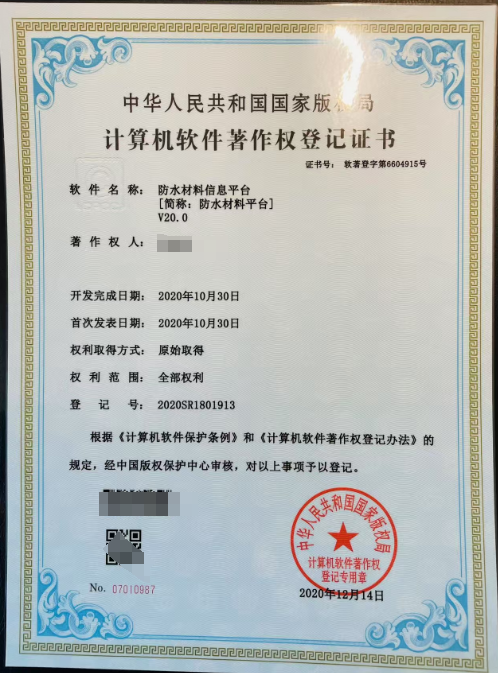 中华人民共和国国家版权局
计算机软件著作权登记证书
证书号： 软著登字第6604915号
软件名称： 防水材料信息平台
[简称：防水材料平台]
V20.0
著作权人：
开发完成日期： 2020年10月30日
首次发表日期： 2020年10月30日
权利取得方式： 原始取得
权利范围： 全部权利
登记号： 2020SR1801913
根据《计算机软件保护条例》和《计算机软件著作权登记办法》的
规定，经中国版权保护中心审核，对以上事项予以登记。
中华人民共和国国家版权局
计算机软件著作权
登记专用章
No. 07010987
2020年12月14日